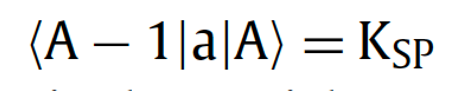 ⟨A − 1|a|A⟩ = K_SP